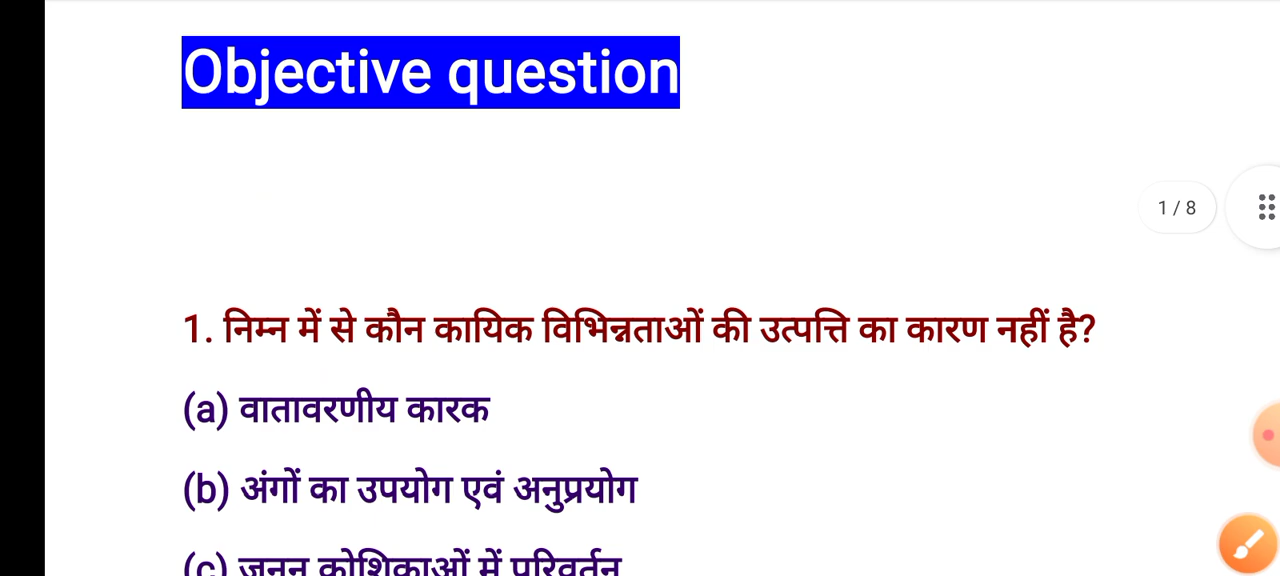 Objective question
1 / 8
1. निम्न में से कौन कायिक विभिन्नताओं की उत्पत्ति का कारण नहीं है?
(a) वातावरणीय कारक
(b) अंगों का उपयोग एवं अनुप्रयोग
(c) जनन कोशिकाओं में परिवर्तन